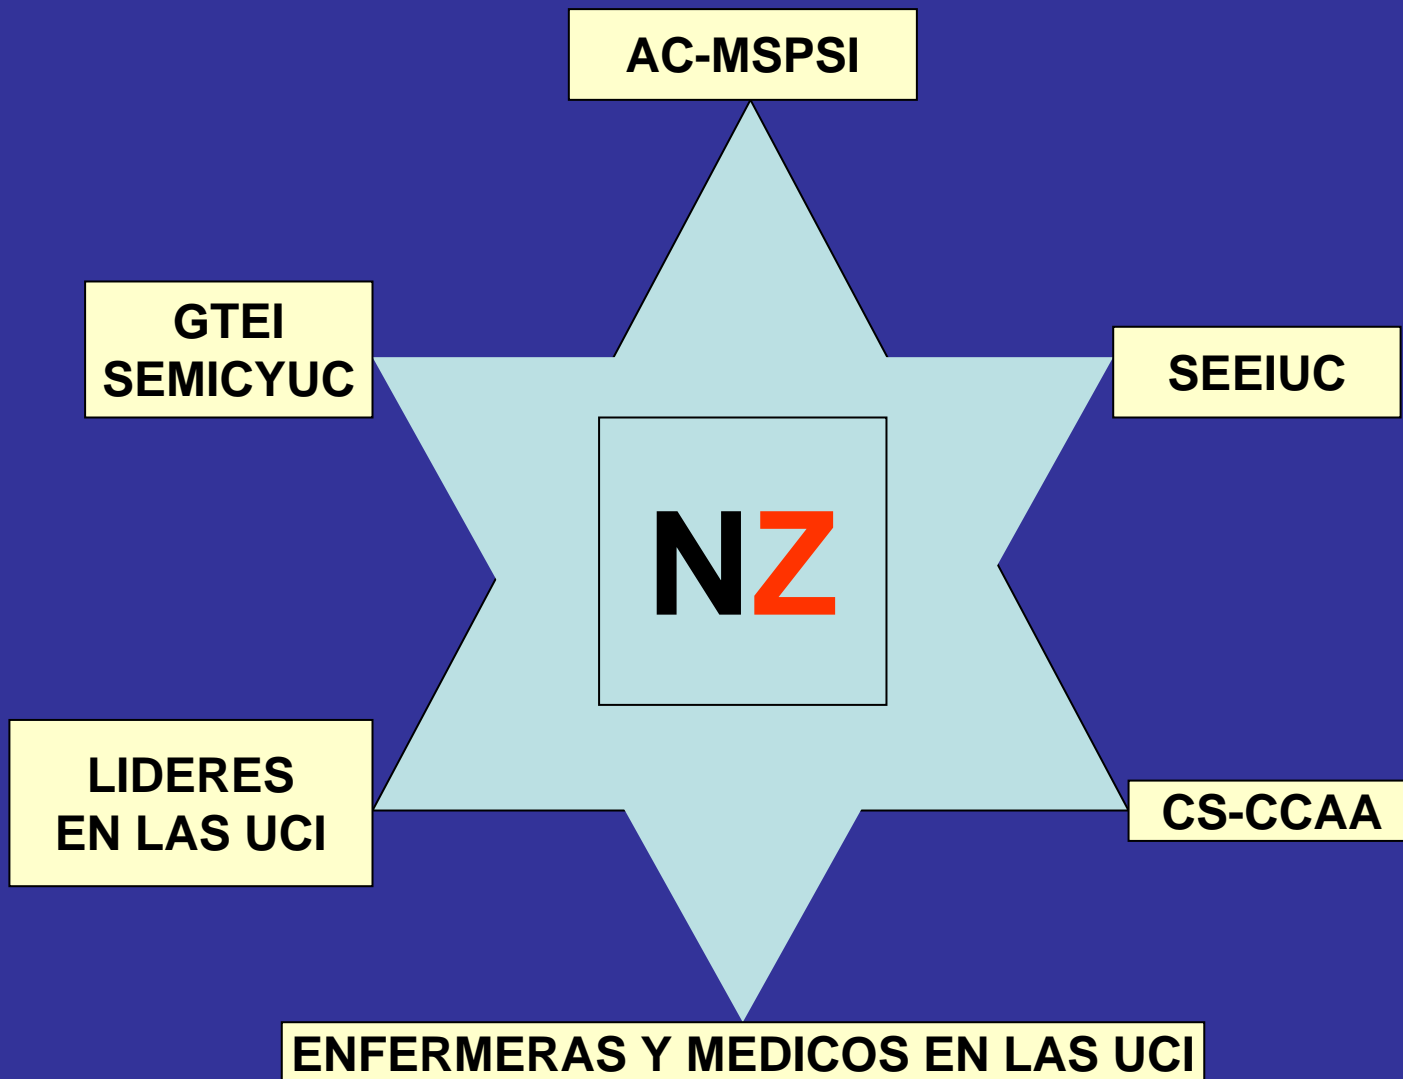 AC-MSPSI
GTEI
SEMICYUC
SEEIUC
NZ
LIDERES
EN LAS UCI
CS-CCAA
ENFERMERAS Y MEDICOS EN LAS UCI